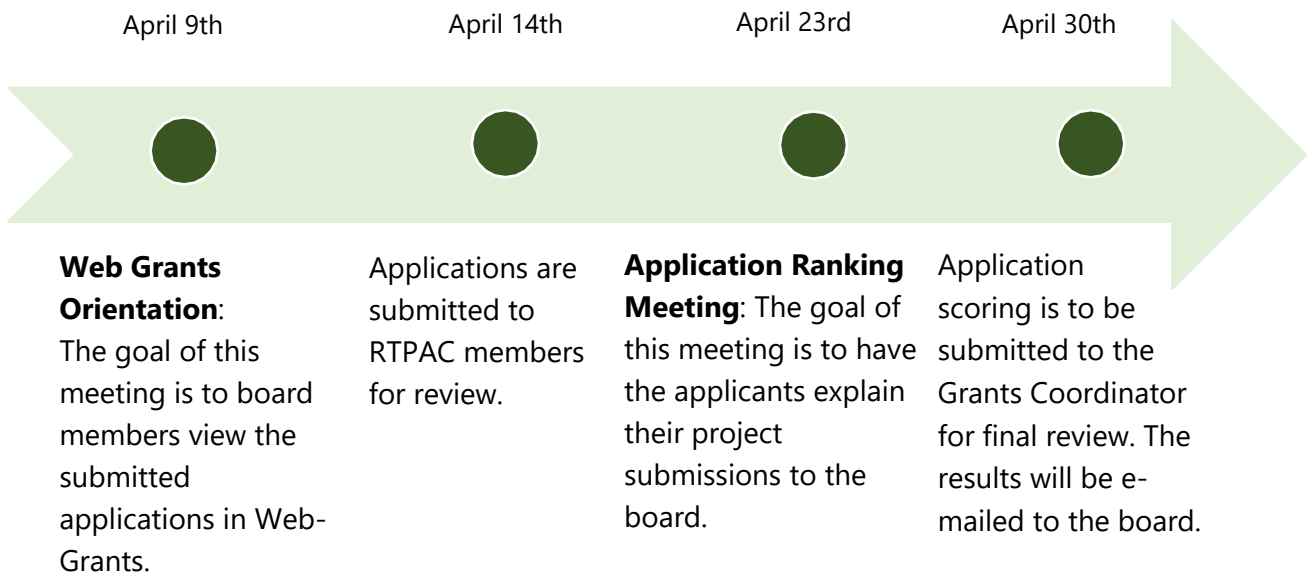 April 9th
April 14th
April 23rd
April 30th
Web Grants
Orientation:
The goal of this
meeting is to board
members view the
submitted
applications in Web-
Grants.
Applications are
submitted to
RTPAC members
for review.
Application Ranking
Meeting: The goal of
this meeting is to have
the applicants explain
their project
submissions to the
board.
Application
scoring is to be
submitted to the
Grants Coordinator
for final review. The
results will be e-
mailed to the board.